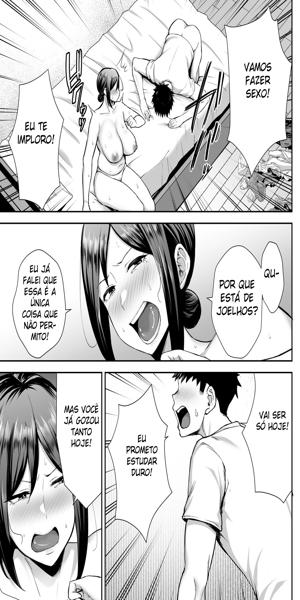 VAMOS
FAZER
SEXO!
EU TE
IMPLORO!
QU-
POR QUE
ESTÁ DE
JOELHOS?
EU JÁ
FALEI QUE
ESSA É A
ÚNICA
COISA QUE
NÃO PER-
MITO!
VAI SER
SÓ HOJE!
EU
PROMETO
ESTUDAR
DURO!
MAS VOCÊ
JÁ GOZOU
TANTO
HOJE!